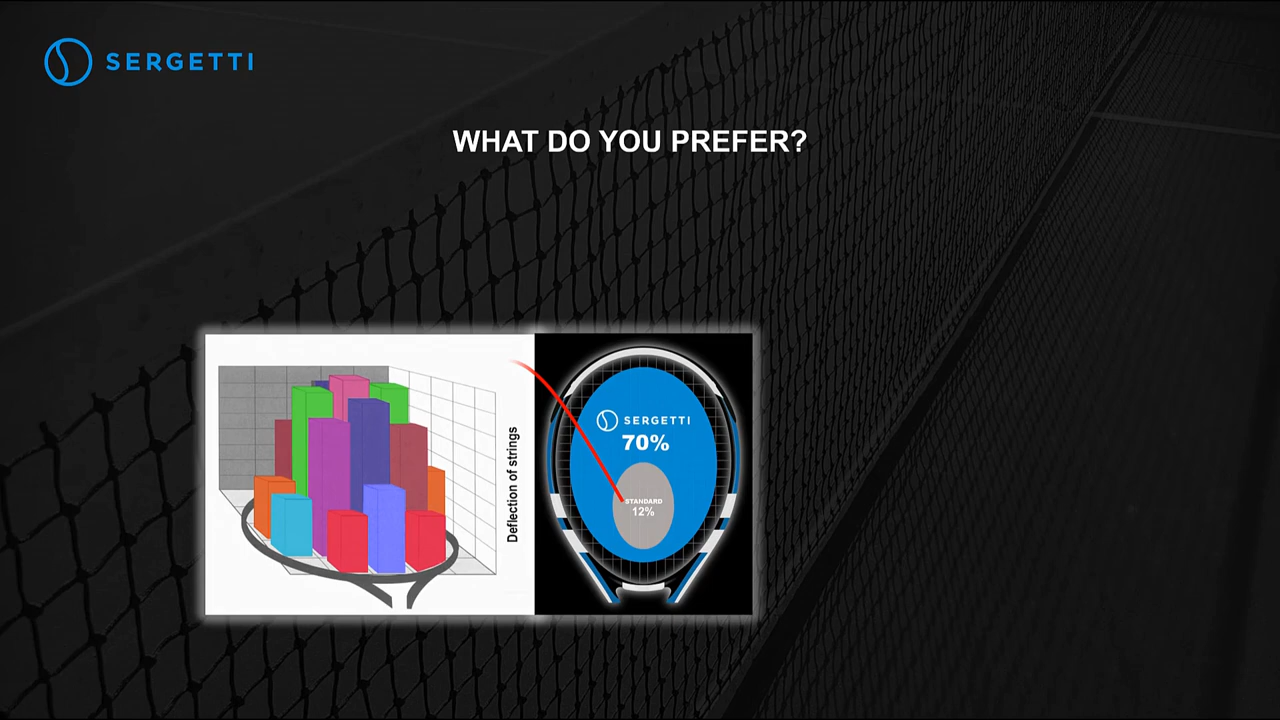 SERGETTI
WHAT DO YOU PREFER?
Deflection of strings
SERGETTI
70%
STANDARD
12%